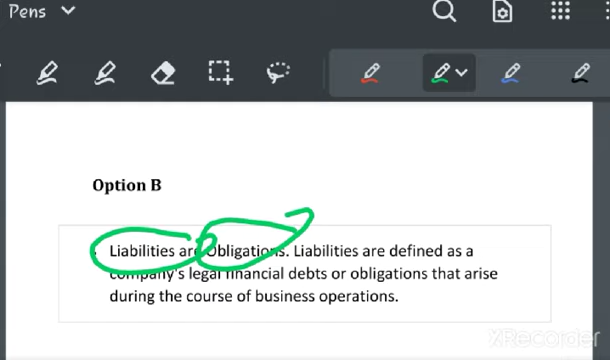 Pens
Option B
Liabilities are Obligations. Liabilities are defined as a
company's legal financial debts or obligations that arise
during the course of business operations.
XRecorder